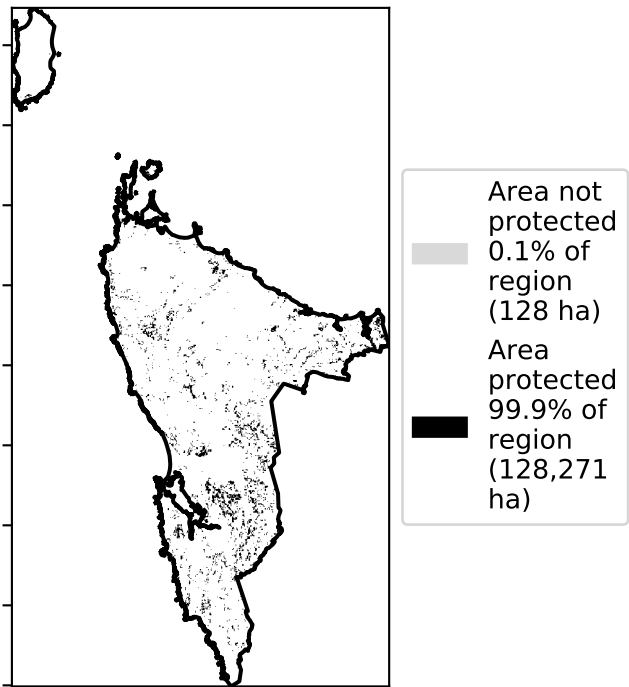 Area not
protected
0.1% of
region
(128 ha)
Area
protected
99.9% of
region
(128,271
ha)